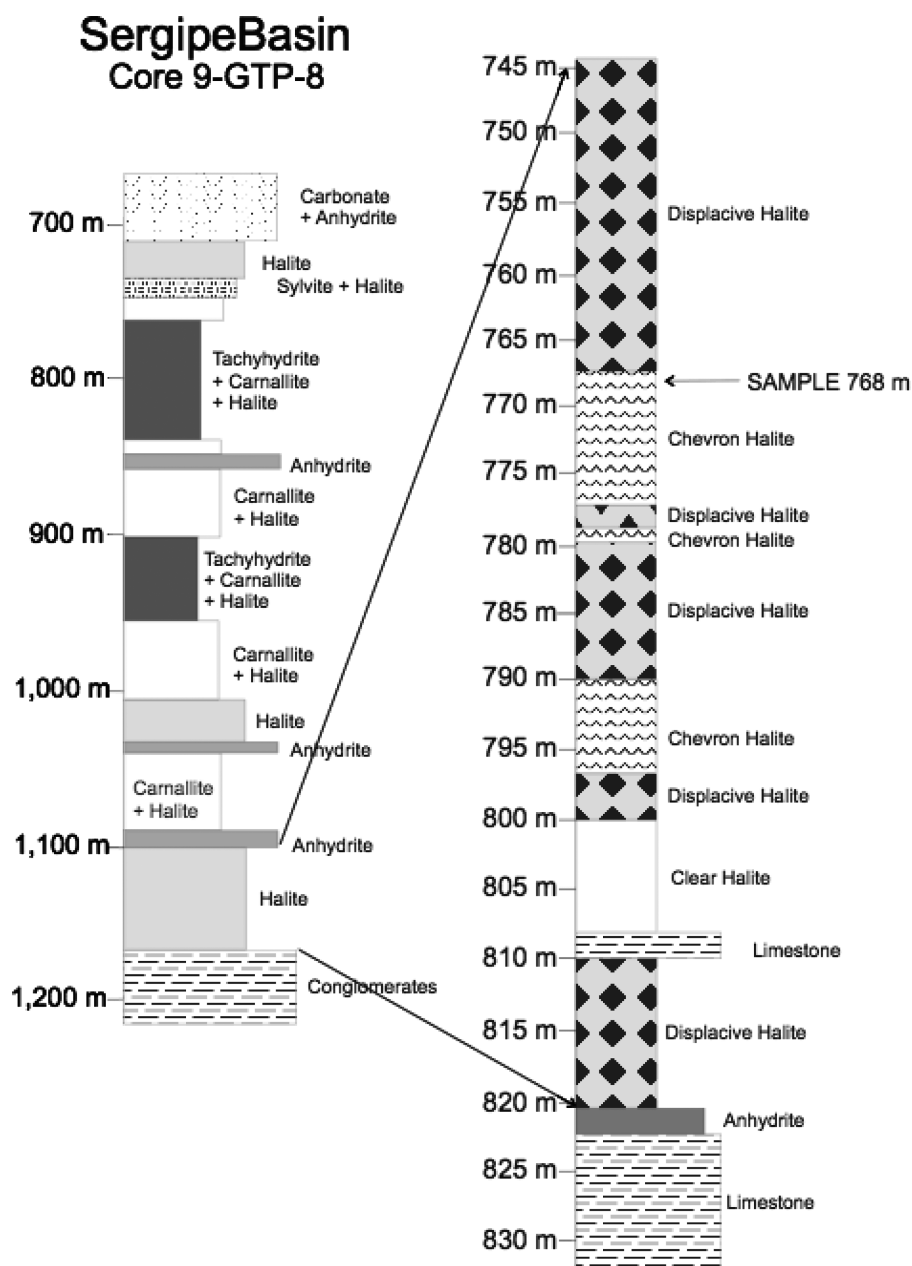 SergipeBasin
Core 9-GTP-8
700 m
800 m
900 m
1,000 m
1,100 m
1,200 m
Carbonate
+ Anhydrite
Halite
Sylvite + Halite
Tachyhydrite
+ Carnallite
+ Halite
Anhydrite
Carnallite
+ Halite
Tachyhydrite
+ Carnallite
+ Halite
Carnallite
+ Halite
Halite
Anhydrite
Carnallite
+ Halite
Anhydrite
Halite
Conglomerates
745 m
750 m
755 m
760 m
765 m
770 m
775 m
780 m
785 m
790 m
795 m
800 m
805 m
810 m
815 m
820 m
825 m
830 m
Displacive Halite
SAMPLE 768 m
Chevron Halite
Displacive Halite
Chevron Halite
Displacive Halite
Chevron Halite
Displacive Halite
Clear Halite
Limestone
Displacive Halite
Anhydrite
Limestone